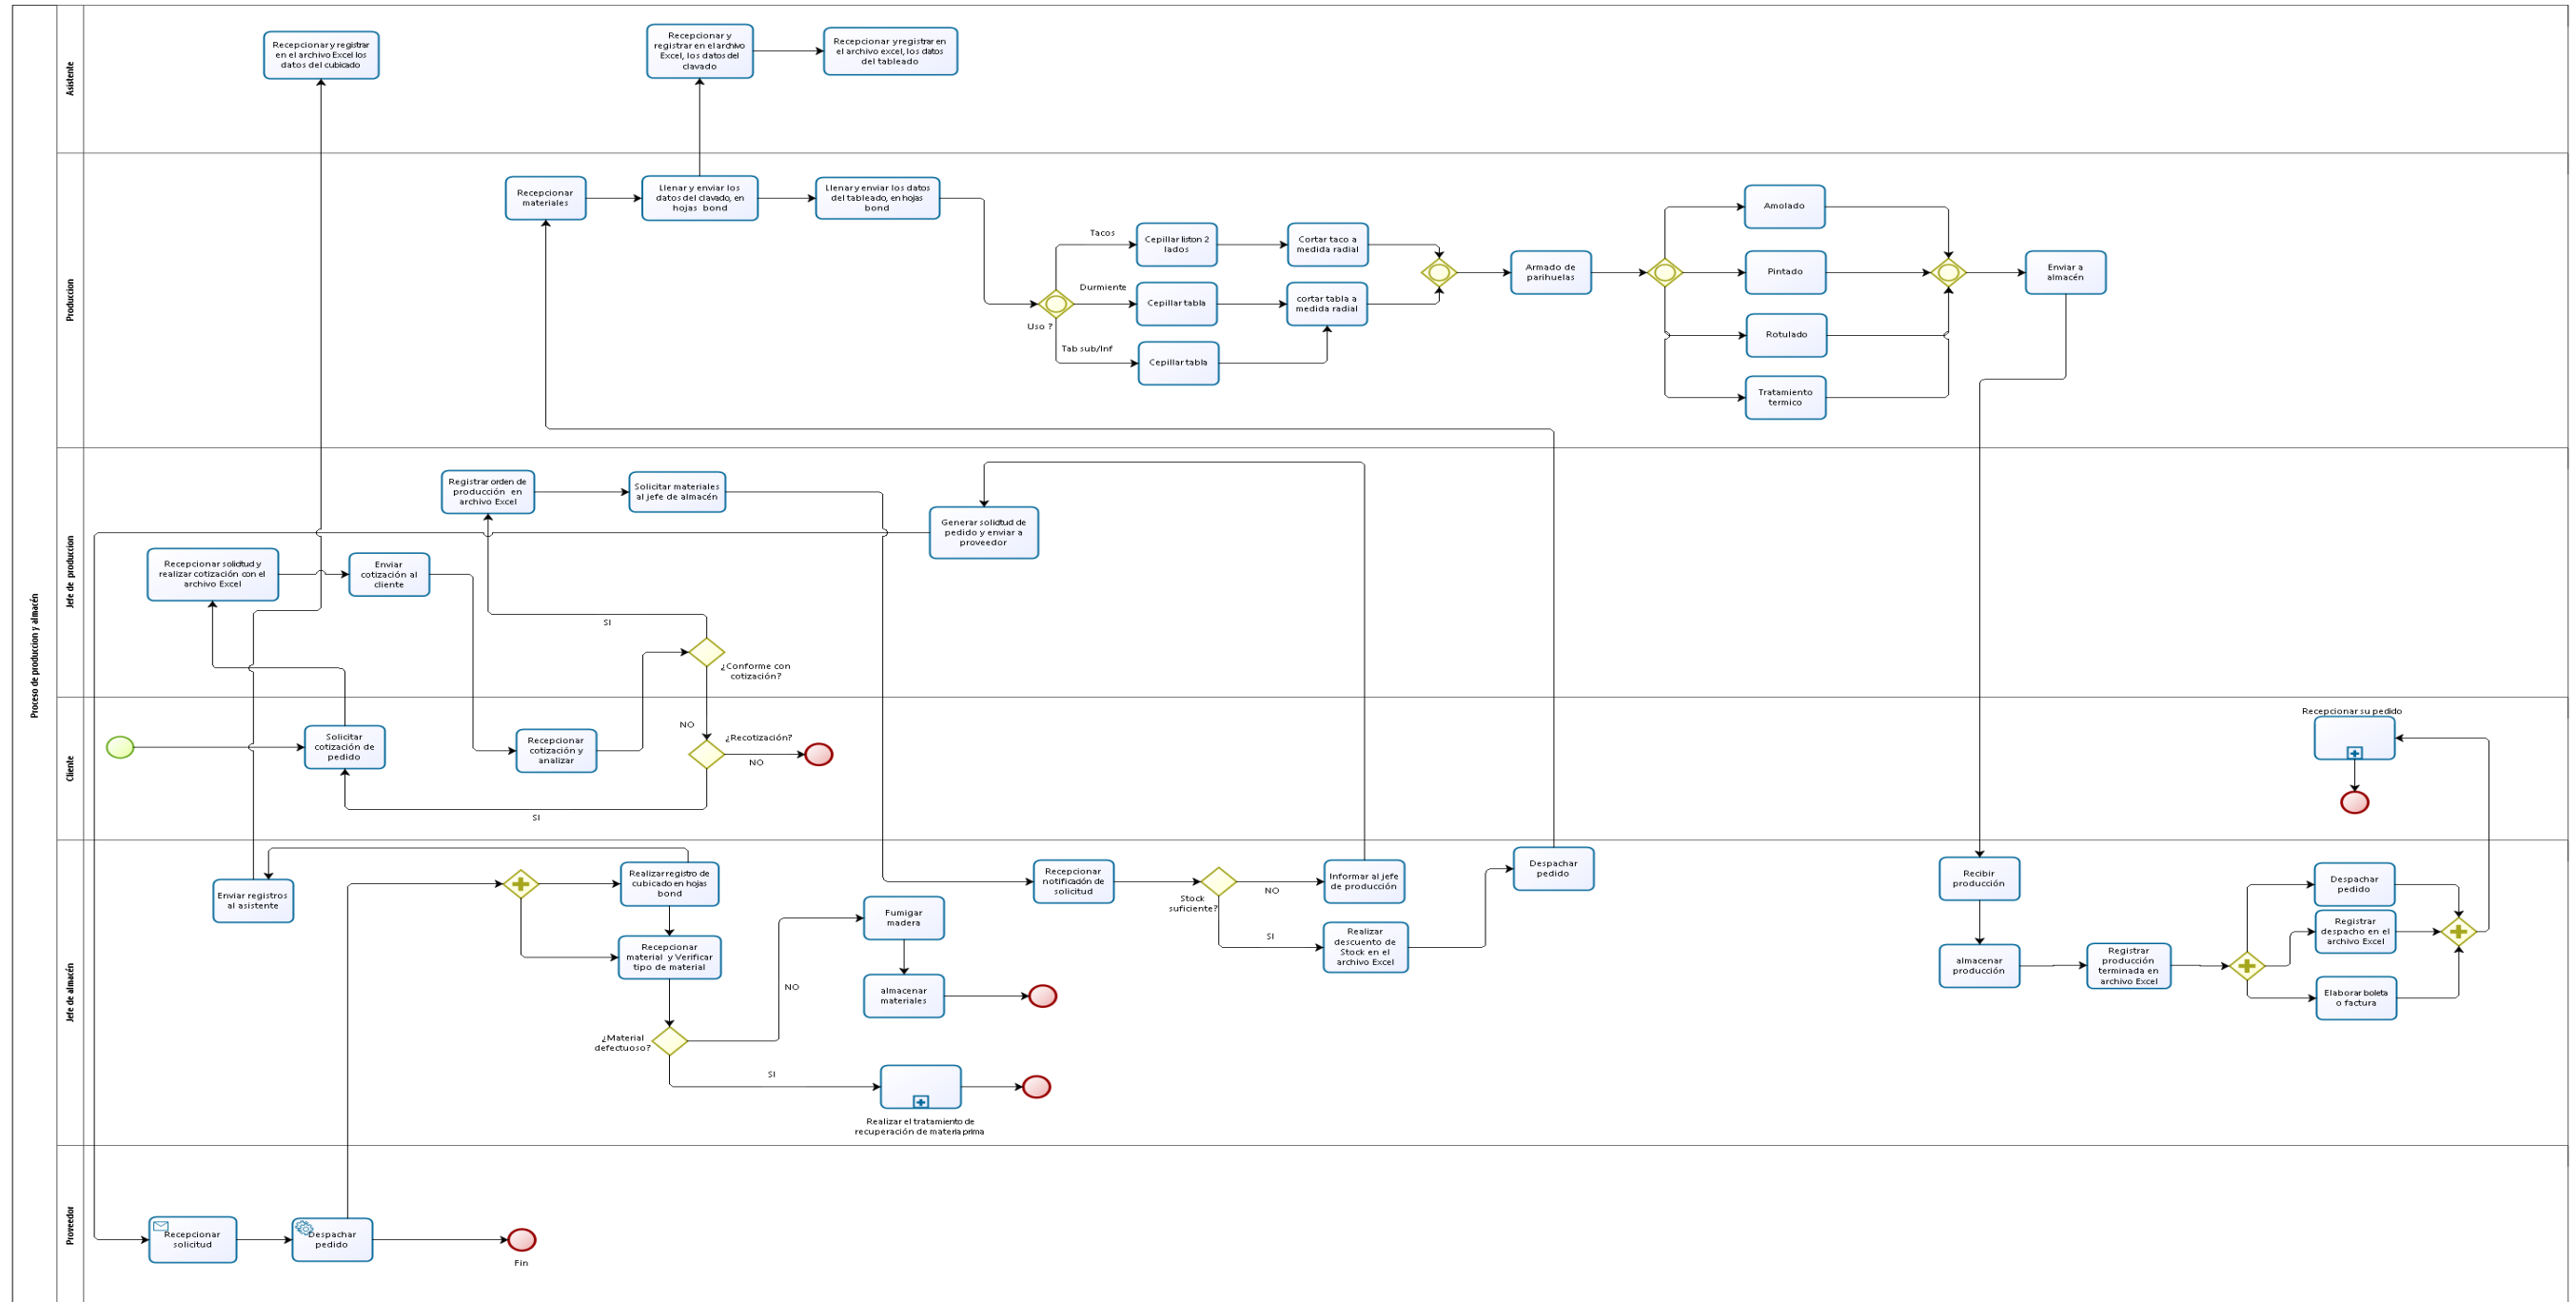 Proceso de produccion y almacén
Asistente
Recepcionar y registrar
en el archivo Excel los
datos del cubicado
Recepcionar y
registrar en el archivo
Excel, los datos del
clavado
Recepcionar y registrar en
el archivo excel, los datos
del tableado
Produccion
Recepcionar
materiales
Llenar y enviar los
datos del clavado, en
hojas bond
Llenar y enviar los datos
del tableado, en hojas
bond
Uso ?
Tacos
Durmiente
Tab sub/Inf
Cepillar liston 2
lados
Cepillar tabla
Cepillar tabla
Cortar taco a
medida radial
cortar tabla a
medida radial
Armado de
parihuelas
Amolado
Pintado
Rotulado
Tratamiento
termico
Enviar a
almacén
Jefe de produccion
Registrar orden de
producción en
archivo Excel
Solicitar materiales
al jefe de almacén
Generar solicitud de
pedido y enviar a
proveedor
Recepcionar solicitud y
realizar cotización con el
archivo Excel
Enviar
cotización al
cliente
SI
¿Conforme con
cotización?
Cliente
Solicitar
cotización de
pedido
Recepcionar
cotización y
analizar
NO
¿Recotización?
NO
SI
Recepcionar su pedido
Jefe de almacén
Enviar registros
al asistente
Realizar registro de
cubicado en hojas
bond
Recepcionar
material y Verificar
tipo de material
¿Material
defectuoso?
NO
SI
Fumigar
madera
almacenar
materiales
Realizar el tratamiento de
recuperación de materia prima
Recepcionar
notificación de
solicitud
Stock
suficiente?
NO
SI
Informar al jefe
de producción
Realizar
descuento de
Stock en el
archivo Excel
Despachar
pedido
Recibir
producción
almacenar
producción
Registrar
producción
terminada en
archivo Excel
Despachar
pedido
Registrar
despacho en el
archivo Excel
Elaborar boleta
o factura
Proveedor
Recepcionar
solicitud
Despachar
pedido
Fin